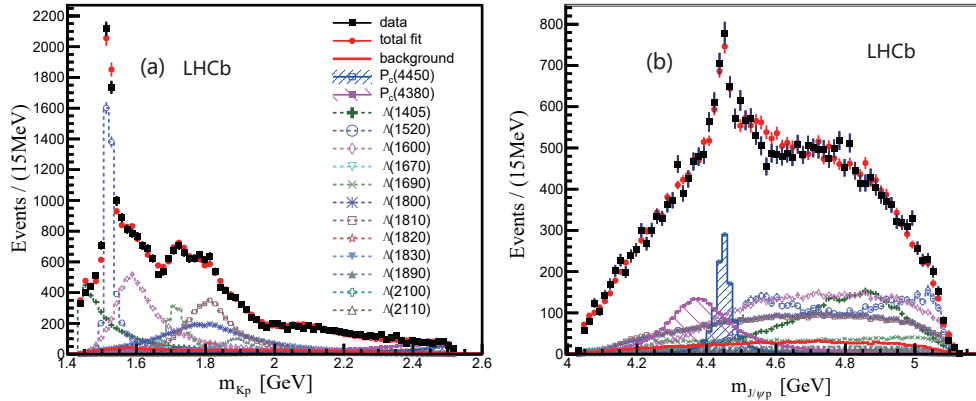 Events / (15MeV)
2200
2000
1800
1600
1400
1200
1000
800
600
400
200
0
1.4
1.6
1.8
2
2.2
2.4
2.6
m_Kp [GeV]
(a)
LHCb
data
total fit
background
P_c(4450)
P_c(4380)
Λ(1405)
Λ(1520)
Λ(1600)
Λ(1670)
Λ(1690)
Λ(1800)
Λ(1810)
Λ(1820)
Λ(1830)
Λ(1890)
Λ(2100)
Λ(2110)
Events / (15MeV)
800
700
600
500
400
300
200
100
0
4
4.2
4.4
4.6
4.8
5
m_J/ψp [GeV]
(b)
LHCb